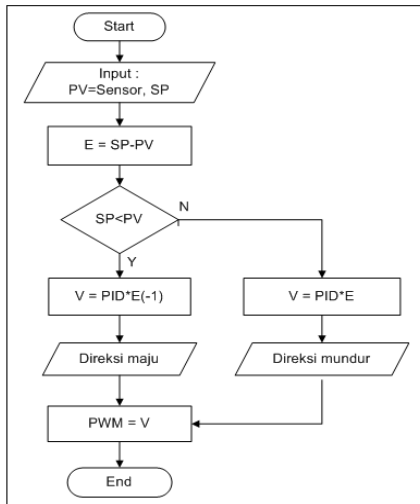 Start
Input :
PV=Sensor, SP
E = SP-PV
SP<PV
N
Y
V = PID*E(-1)
V = PID*E
Direksi maju
Direksi mundur
PWM = V
End